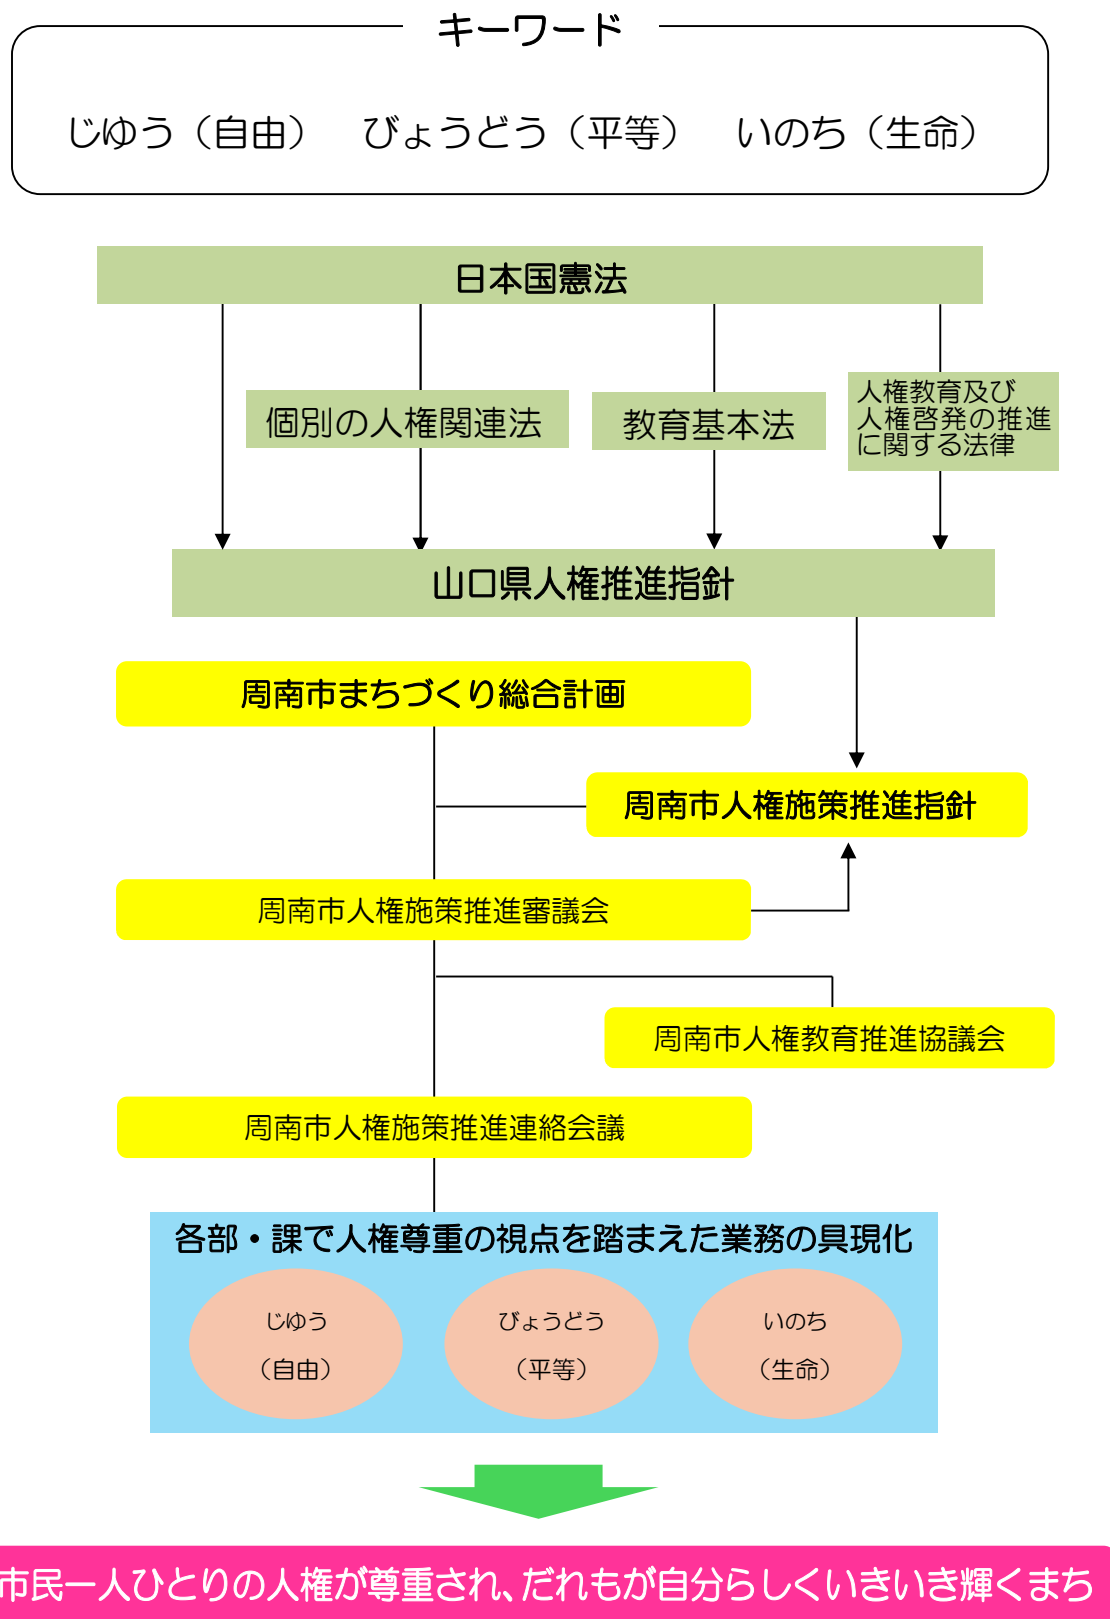 キーワード
じゆう（自由）　びょうどう（平等）　いのち（生命）
日本国憲法
個別の人権関連法
教育基本法
人権教育及び
人権啓発の推進
に関する法律
山口県人権推進指針
周南市まちづくり総合計画
周南市人権施策推進指針
周南市人権施策推進審議会
周南市人権教育推進協議会
周南市人権施策推進連絡会議
各部・課で人権尊重の視点を踏まえた業務の具現化
じゆう
（自由）
びょうどう
（平等）
いのち
（生命）
市民一人ひとりの人権が尊重され、だれもが自分らしくいきいき輝くまち